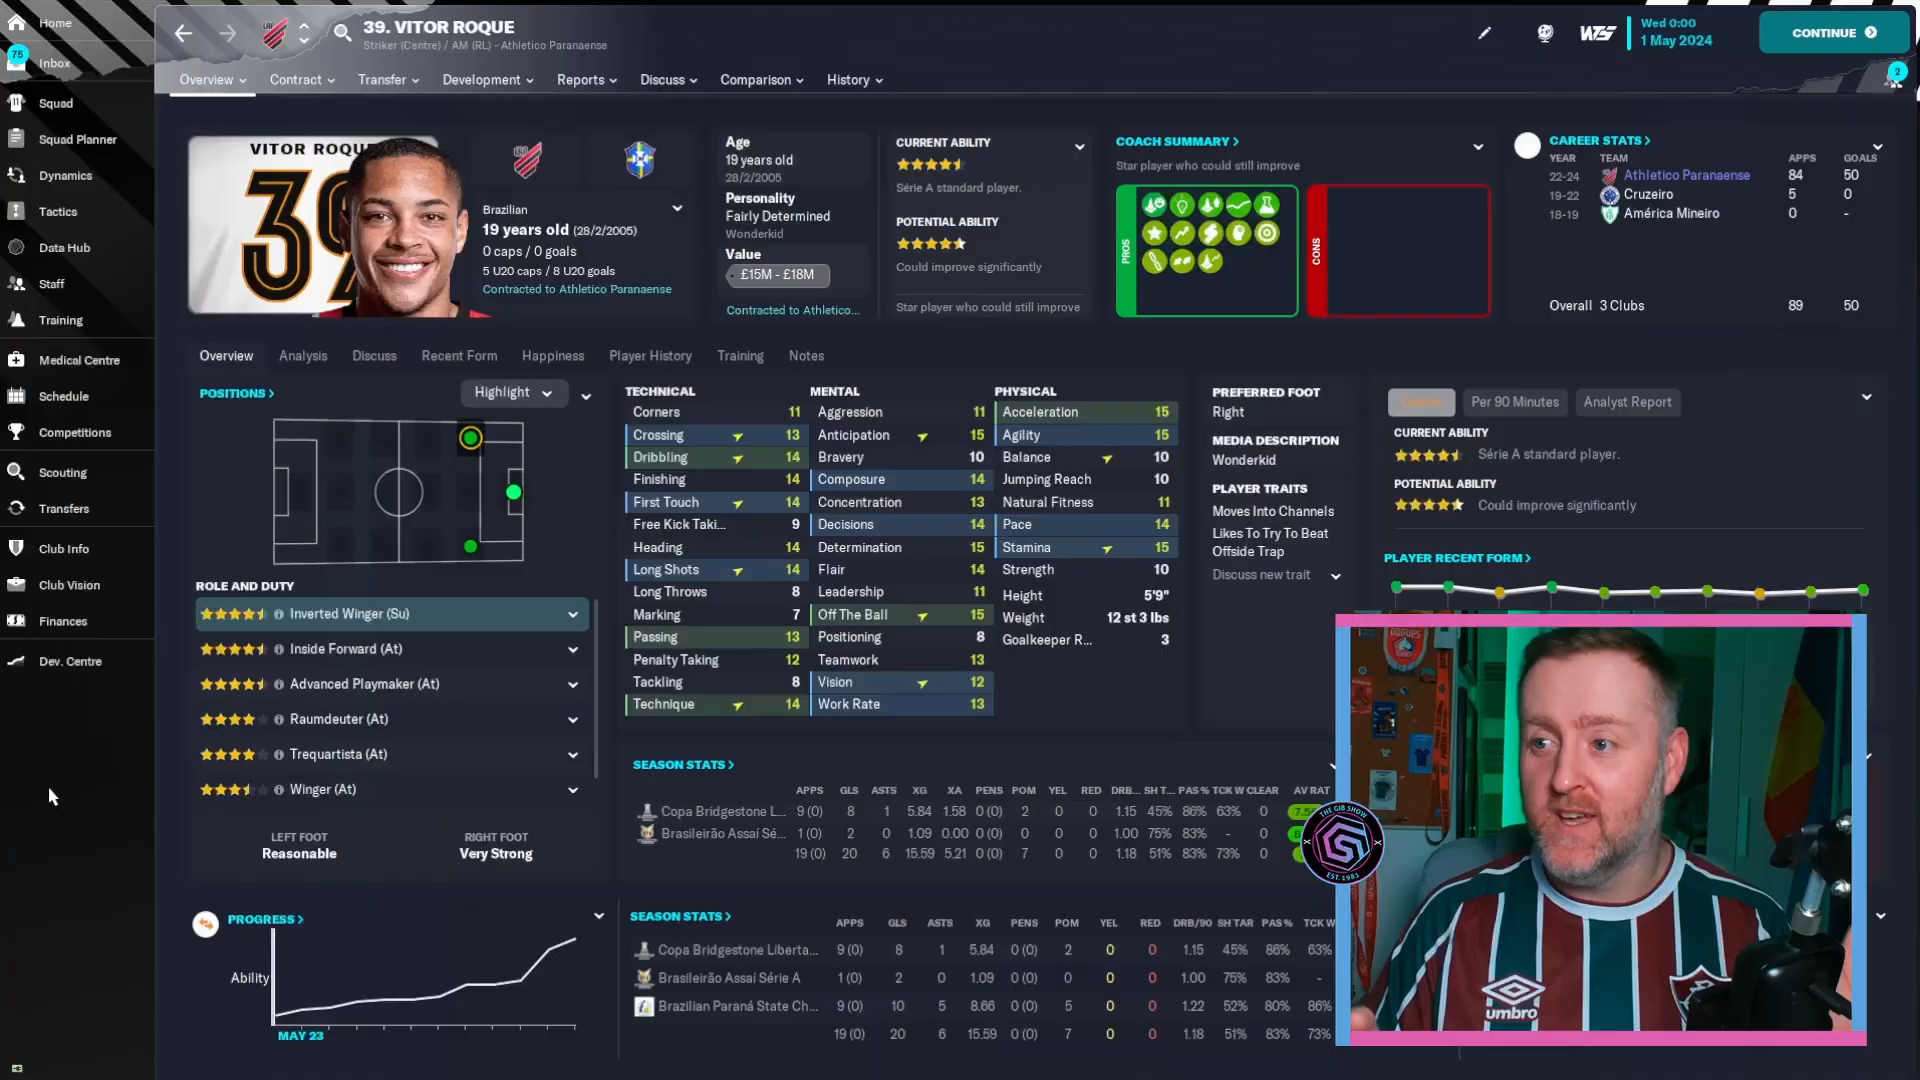 Home
75
Inbox
Squad
Squad Planner
Dynamics
Tactics
Data Hub
Staff
Training
Medical Centre
Schedule
Competitions
Scouting
Transfers
Club Info
Club Vision
Finances
Dev. Centre
39. VITOR ROQUE
Striker (Centre) / AM (RL) - Athletico Paranaense
Wed 0:00
1 May 2024
CONTINUE
2
Overview
Contract
Transfer
Development
Reports
Discuss
Comparison
History
VITOR ROQUE
39
Brazilian
19 years old (28/2/2005)
0 caps / 0 goals
5 U20 caps / 8 U20 goals
Contracted to Athletico Paranaense
Age
19 years old
28/2/2005
Personality
Fairly Determined
Wonderkid
Value
£15M - £18M
Contracted to Athletico...
CURRENT ABILITY
Série A standard player.
POTENTIAL ABILITY
Could improve significantly
Star player who could still improve
COACH SUMMARY
Star player who could still improve
PROS
CONS
CAREER STATS
YEAR TEAM APPS GOALS
22-24 Athletico Paranaense 84 50
19-22 Cruzeiro 5 0
18-19 América Mineiro 0 -
Overall 3 Clubs 89 50
Overview Analysis Discuss Recent Form Happiness Player History Training Notes
POSITIONS
Highlight
ROLE AND DUTY
Inverted Winger (Su)
Inside Forward (At)
Advanced Playmaker (At)
Raumdeuter (At)
Trequartista (At)
Winger (At)
LEFT FOOT
Reasonable
RIGHT FOOT
Very Strong
TECHNICAL
Corners 11
Crossing 13
Dribbling 14
Finishing 14
First Touch 14
Free Kick Taki... 9
Heading 14
Long Shots 14
Long Throws 8
Marking 7
Passing 13
Penalty Taking 12
Tackling 8
Technique 14
MENTAL
Aggression 11
Anticipation 15
Bravery 10
Composure 14
Concentration 13
Decisions 14
Determination 15
Flair 14
Leadership 11
Off The Ball 15
Positioning 8
Teamwork 13
Vision 12
Work Rate 13
PHYSICAL
Acceleration 15
Agility 15
Balance 10
Jumping Reach 10
Natural Fitness 11
Pace 14
Stamina 15
Strength 10
Height 5'9"
Weight 12 st 3 lbs
Goalkeeper R... 3
PREFERRED FOOT
Right
MEDIA DESCRIPTION
Wonderkid
PLAYER TRAITS
Moves Into Channels
Likes To Try To Beat
Offside Trap
Discuss new trait
Per 90 Minutes
Analyst Report
CURRENT ABILITY
Série A standard player.
POTENTIAL ABILITY
Could improve significantly
PLAYER RECENT FORM
SEASON STATS
APPS GLS ASTS XG XA PENS POM YEL RED DRB... SH T... PAS % TCK W CLEAR AV RAT
Copa Bridgestone L... 9 (0) 8 1 5.84 1.58 0 (0) 2 0 0 1.15 45% 86% 63% 0
Brasileirão Assaí Sé... 1 (0) 2 0 1.09 0.00 0 (0) 0 0 0 1.00 75% 83% - 0
19 (0) 20 6 15.59 5.21 0 (0) 7 0 0 1.18 51% 83% 73% 0
PROGRESS
Ability
MAY 23
SEASON STATS
APPS GLS ASTS XG PENS POM YEL RED DRB/90 SH TAR PAS % TCK W
Copa Bridgestone Liberta... 9 (0) 8 1 5.84 0 (0) 2 0 0 1.15 45% 86% 63%
Brasileirão Assaí Série A 1 (0) 2 0 1.09 0 (0) 0 0 0 1.00 75% 83% -
Brazilian Paraná State Ch... 9 (0) 10 5 8.66 0 (0) 5 0 0 1.22 52% 80% 86%
19 (0) 20 6 15.59 0 (0) 7 0 0 1.18 51% 83% 73%
THE GIB SHOW
EST. 1981
umbro